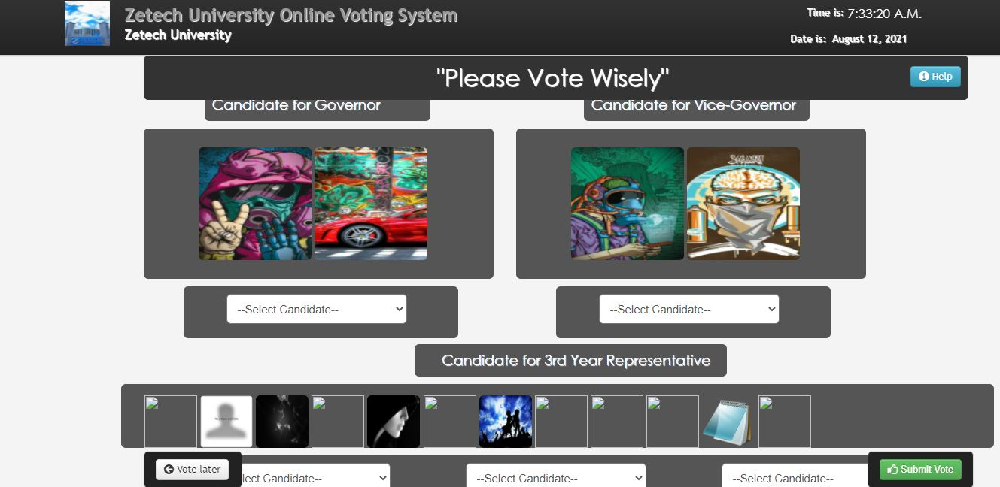 Zetech University Online Voting System
Zetech University
Time is: 7:33:20 A.M.
Date is: August 12, 2021
"Please Vote Wisely"
Help
Candidate for Governor
Candidate for Vice-Governor
--Select Candidate--
--Select Candidate--
Candidate for 3rd Year Representative
Vote later
lect Candidate--
--Select Candidate--
--Select Candidate--
Submit Vote